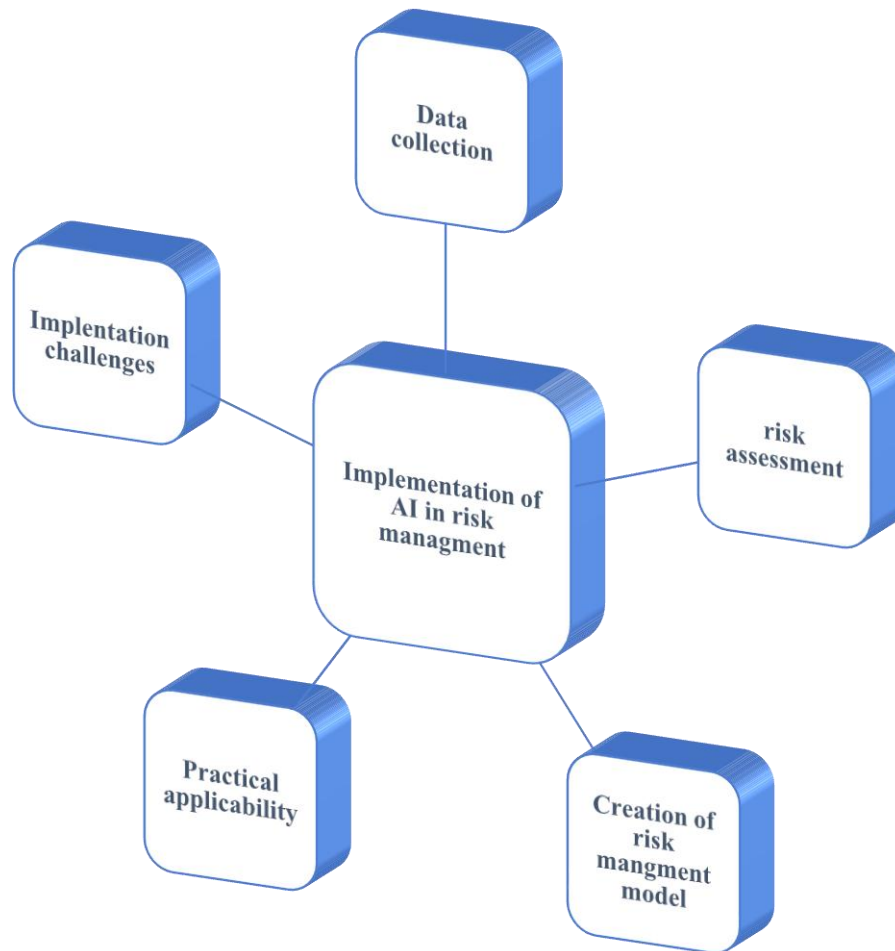 Data
collection
Implentation
challenges
risk
assessment
Implementation of
AI in risk
managment
Practical
applicability
Creation of
risk
mangment
model